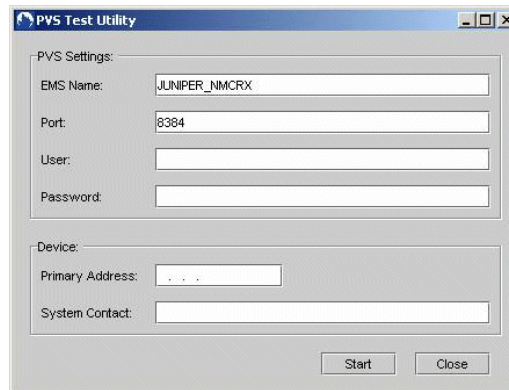 PVS Test Utility
PVS Settings:
EMS Name: JUNIPER_NMCRX
Port: 8384
User:
Password:
Device:
Primary Address: . . .
System Contact:
Start Close